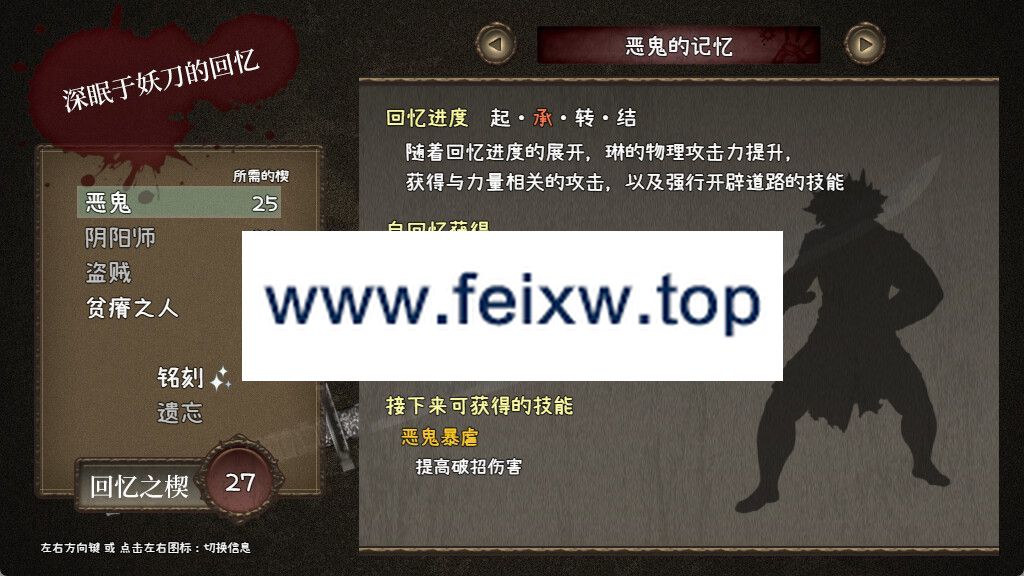 深眠于妖刀的回忆
所需的楔
恶鬼 25
阴阳师
盗贼
贫瘠之人
铭刻
遗忘
回忆之楔 27
左右方向键 或 点击左右图标：切换信息
恶鬼的记忆
回忆进度 起・承・转・结
随着回忆进度的展开，琳的物理攻击力提升，
获得与力量相关的攻击，以及强行开辟道路的技能
自回忆获得
www.feixw.top
接下来可获得的技能
恶鬼暴虐
提高破招伤害